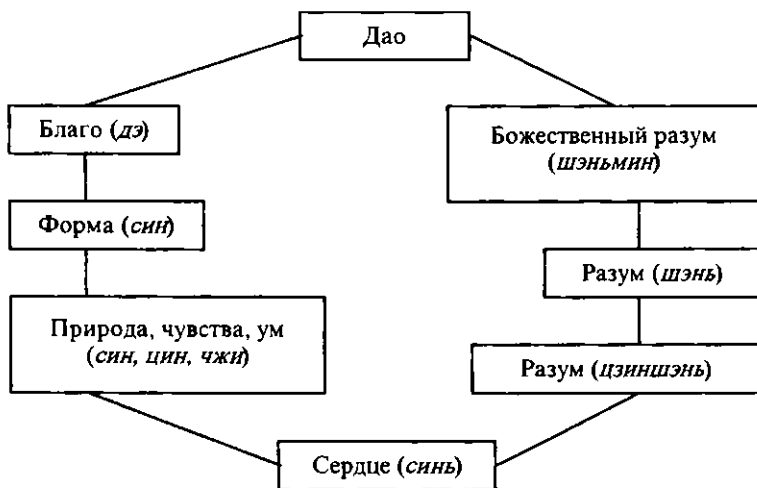 Дао
Благо (дэ)
Форма (син)
Природа, чувства, ум
(син, цин, чжи)
Божественный разум
(шэньмин)
Разум (шэнь)
Разум (цзиншэнь)
Сердце (синь)